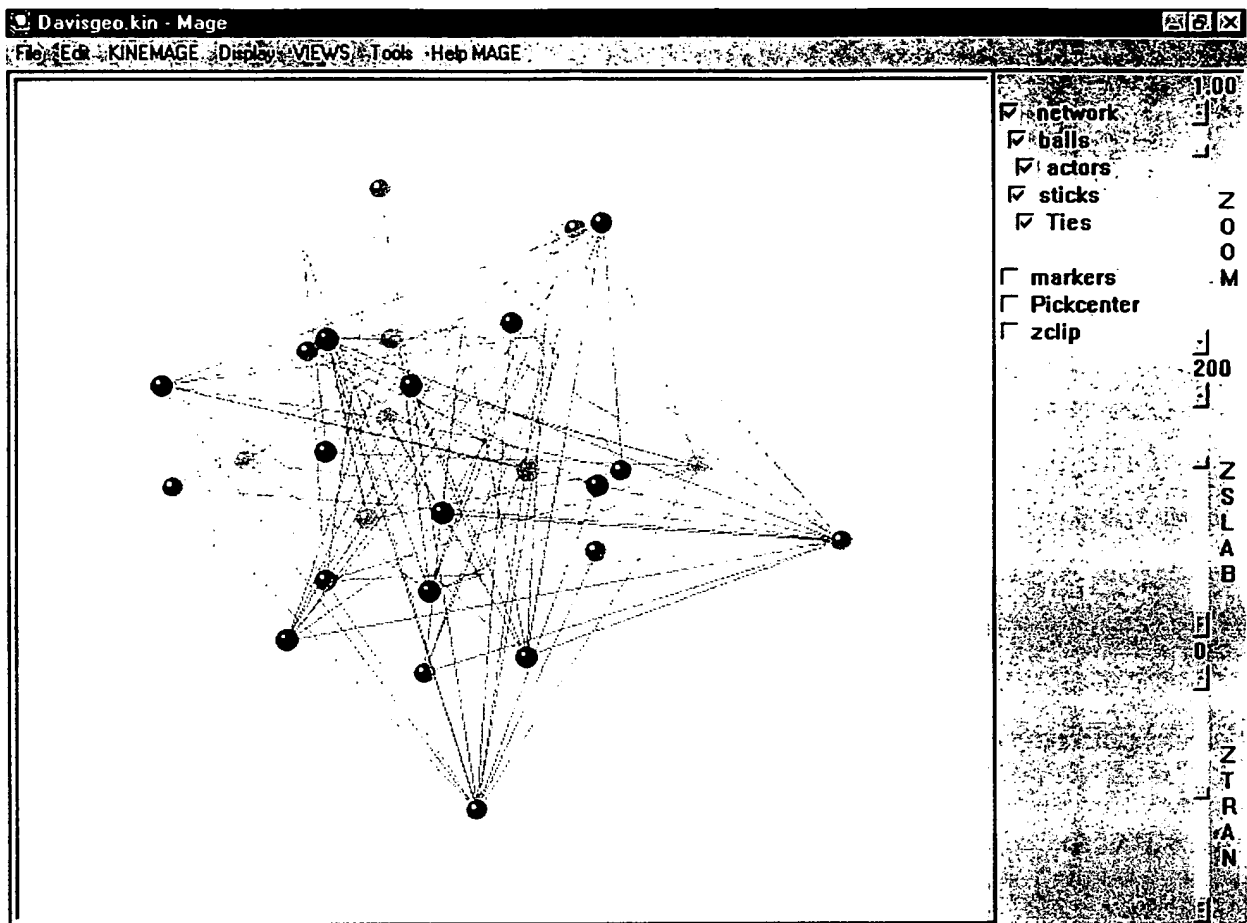 Davisgeo.kin - Mage
File Edit KINEMAGE Display VIEWS Tools Help MAGE
1.00
network
balls
actors
sticks
Ties
markers
Pickcenter
zclip
ZOOM
200
ZSLAB
0
ZTRAN